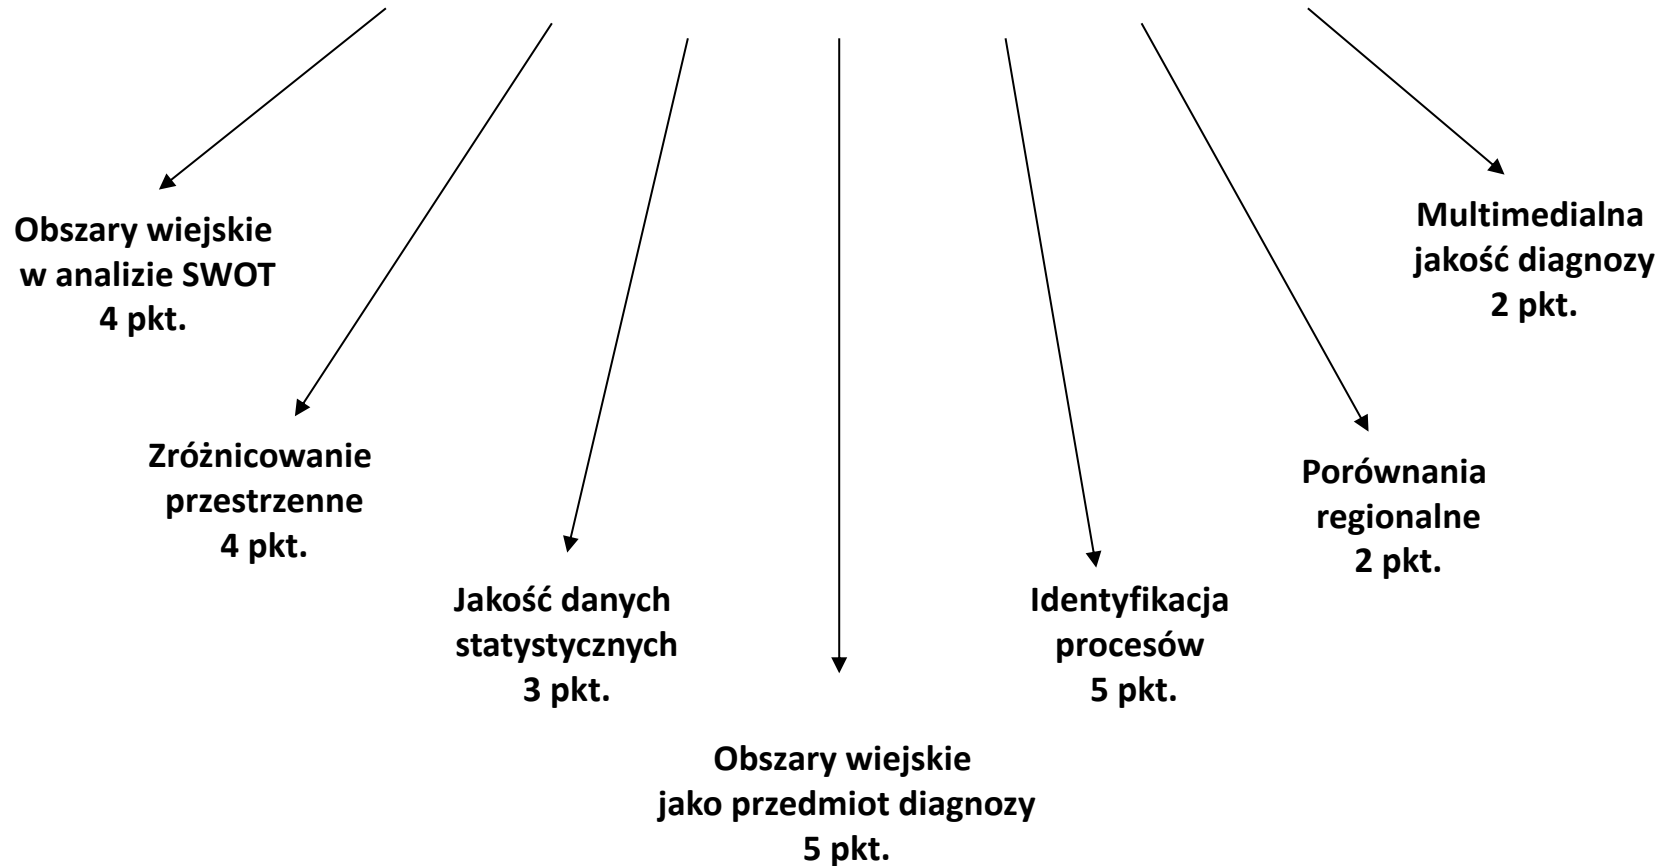 Obszary wiejskie
w analizie SWOT
4 pkt.
Zróżnicowanie
przestrzenne
4 pkt.
Jakość danych
statystycznych
3 pkt.
Obszary wiejskie
jako przedmiot diagnozy
5 pkt.
Identyfikacja
procesów
5 pkt.
Porównania
regionalne
2 pkt.
Multimedialna
jakość diagnozy
2 pkt.